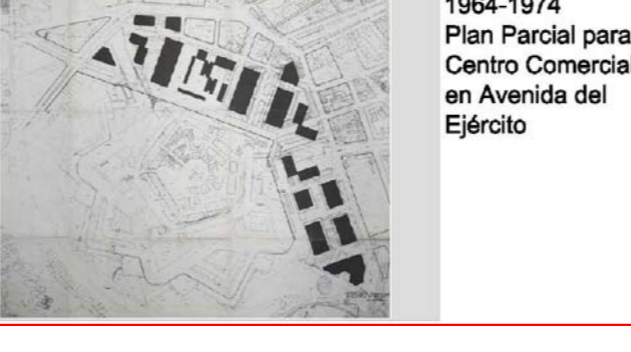 1964-1974
Plan Parcial para
Centro Comercial
en Avenida del
Ejército